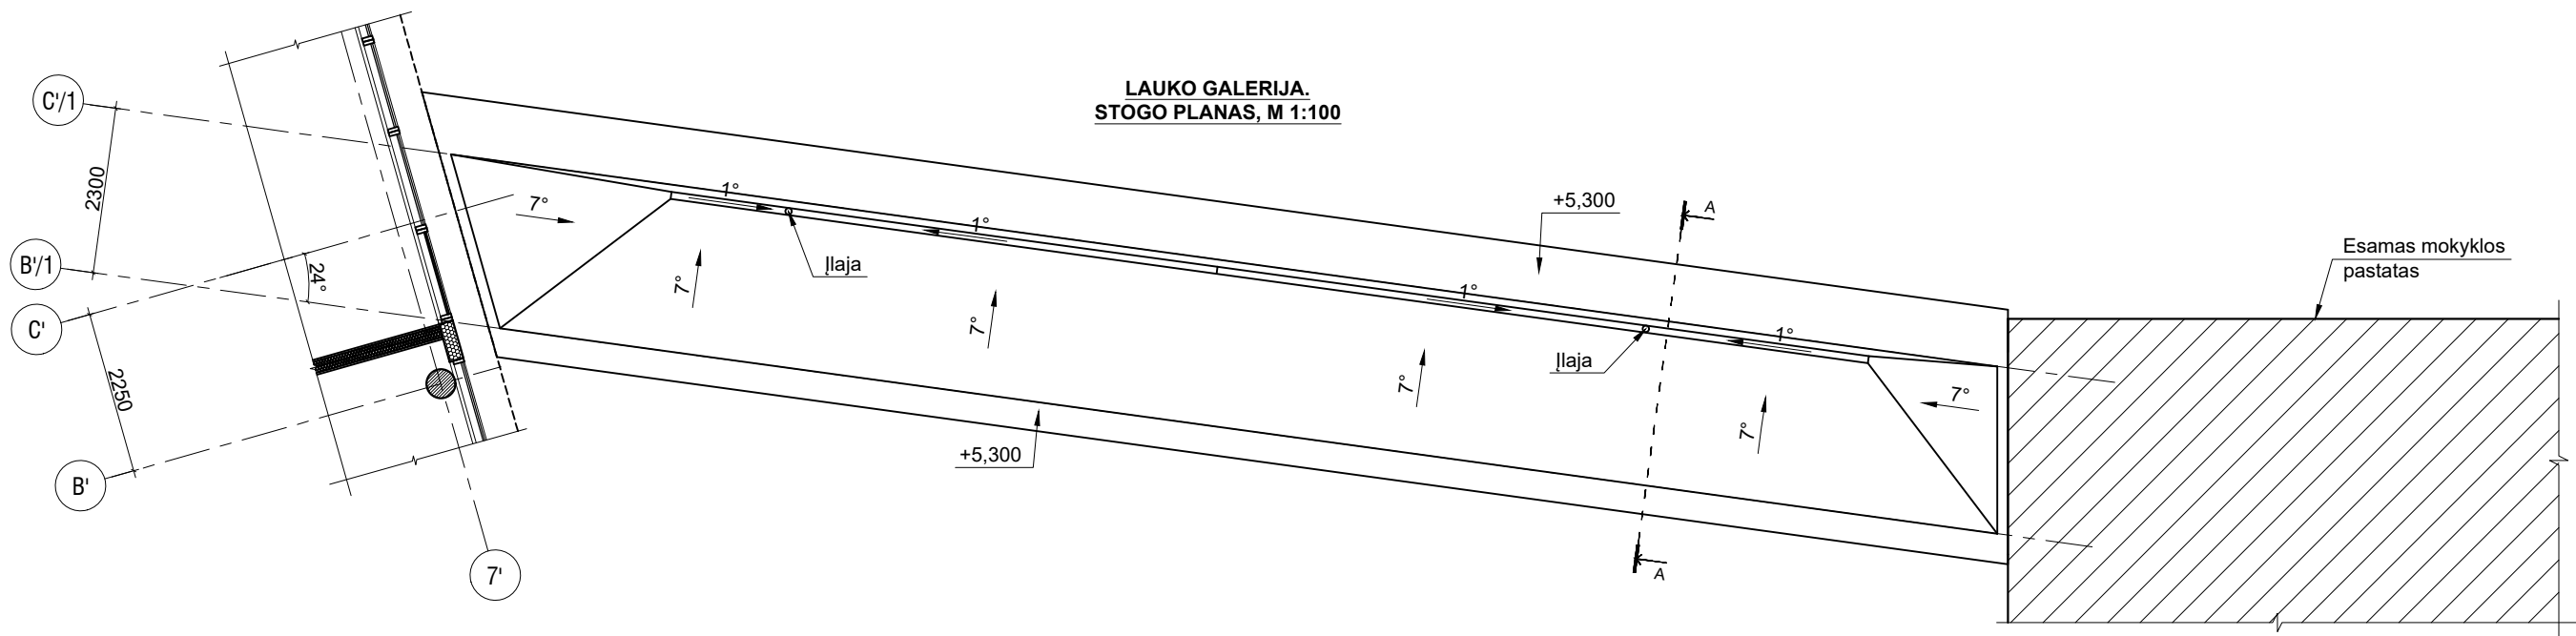 LAUKO GALERIJA.
STOGO PLANAS, M 1:100
C'/1
2300
B'/1
24°
C'
2250
B'
7'
7°
1°
Įlaja
7°
1°
7°
+5,300
A
1°
Įlaja
7°
1°
7°
7°
+5,300
A
Esamas mokyklos
pastatas